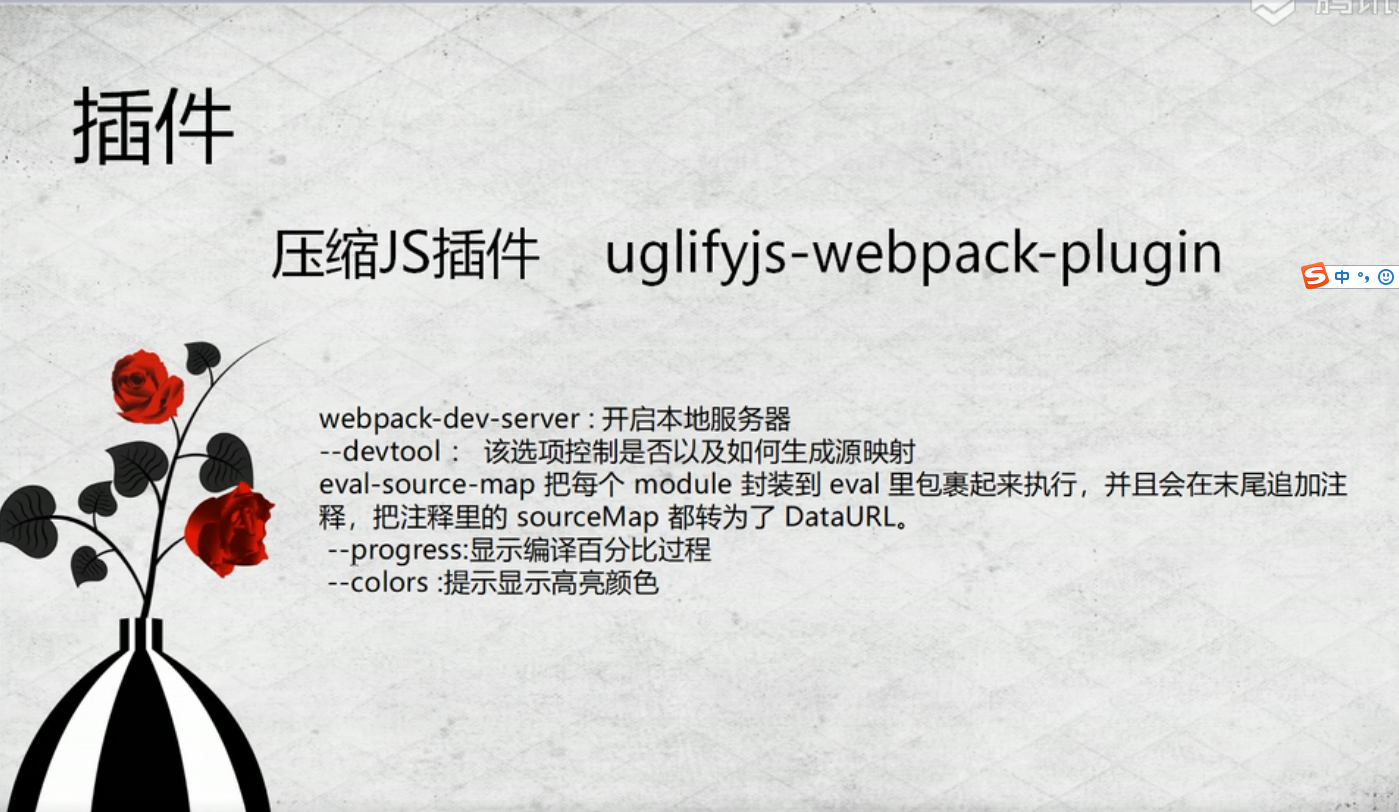 插件
压缩JS插件 uglifyjs-webpack-plugin
中
webpack-dev-server : 开启本地服务器
--devtool : 该选项控制是否以及如何生成源映射
eval-source-map 把每个 module 封装到 eval 里包裹起来执行，并且会在末尾追加注
释，把注释里的 sourceMap 都转为了 DataURL。
--progress:显示编译百分比过程
--colors :提示显示高亮颜色